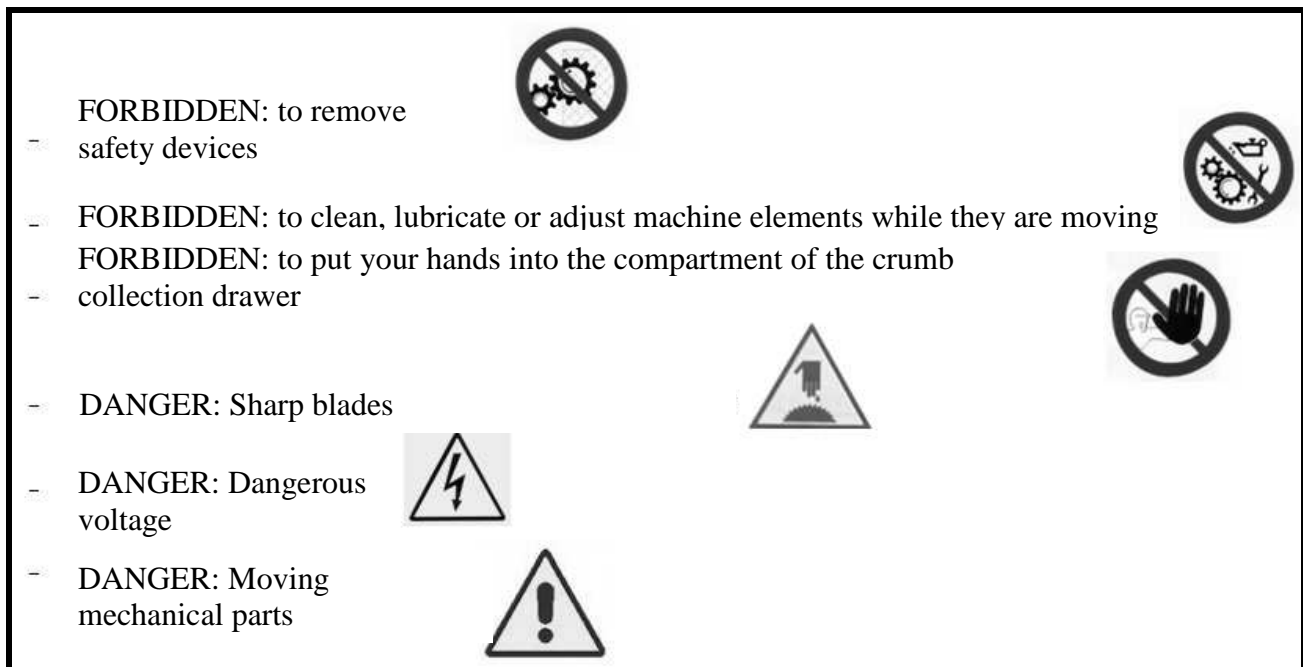 FORBIDDEN: to remove
- safety devices
- FORBIDDEN: to clean, lubricate or adjust machine elements while they are moving
FORBIDDEN: to put your hands into the compartment of the crumb
- collection drawer
- DANGER: Sharp blades
- DANGER: Dangerous
voltage
- DANGER: Moving
mechanical parts